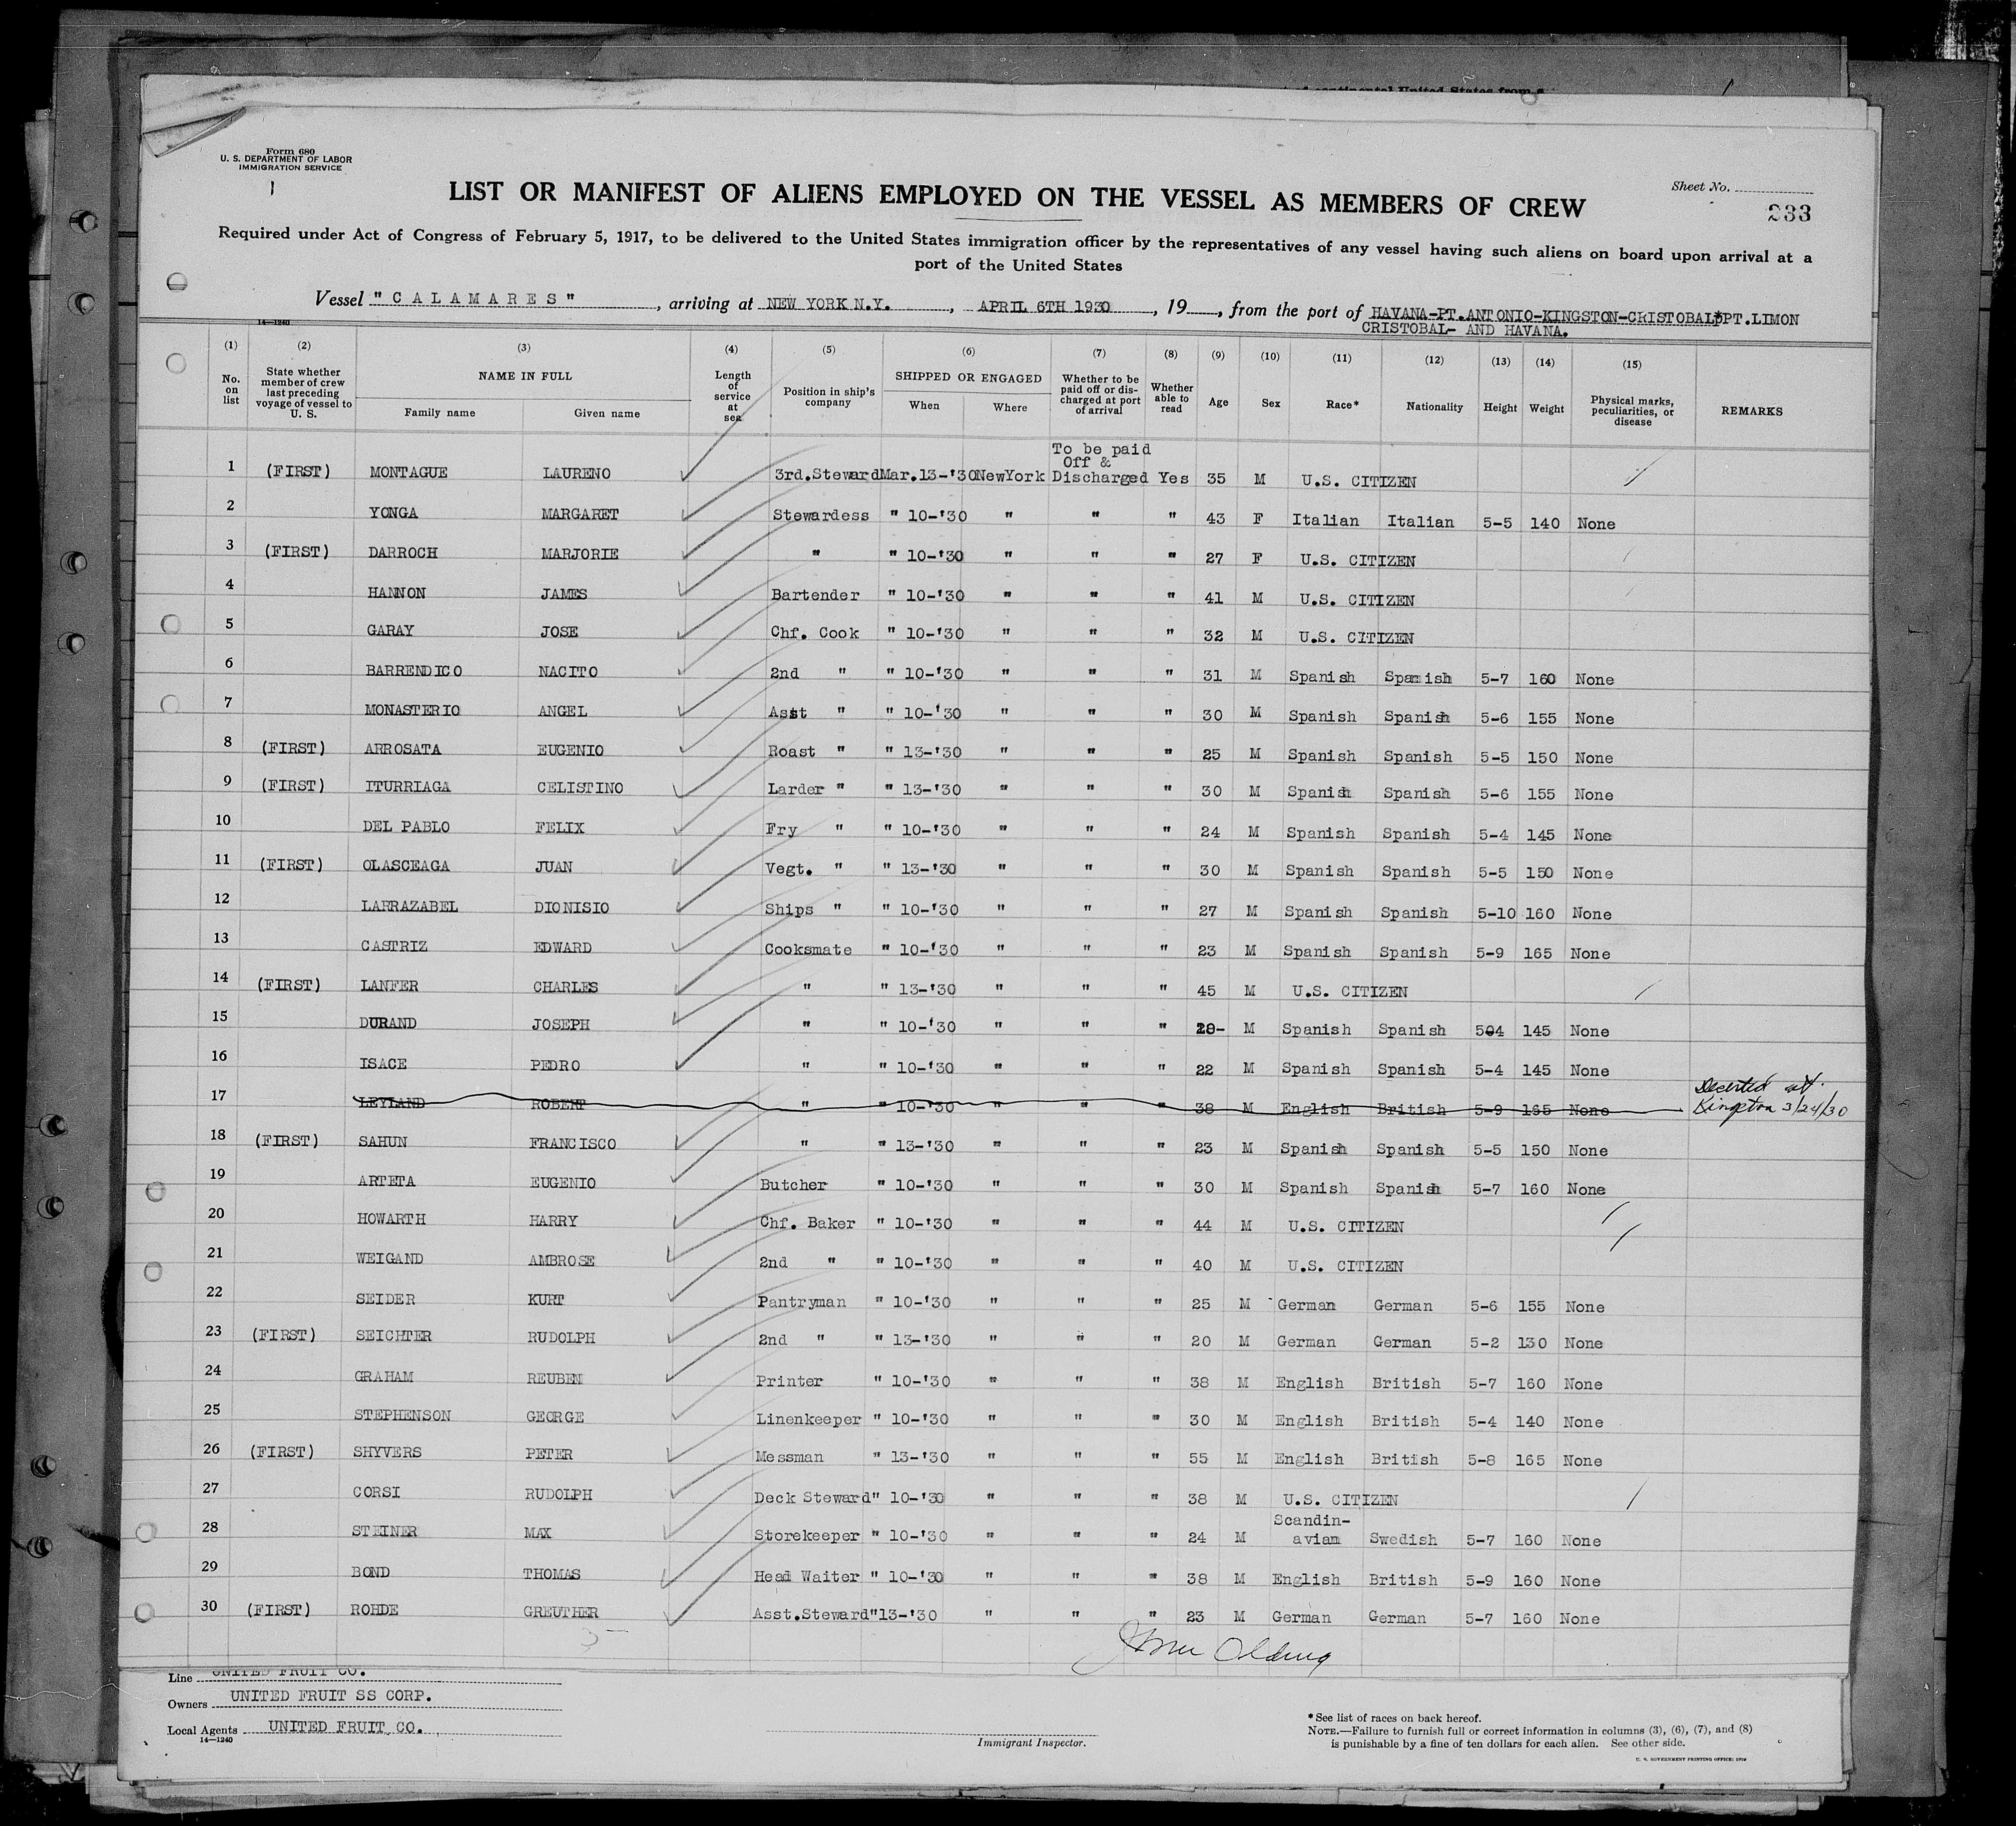 of continental United States from a
Form 680
U. S. DEPARTMENT OF LABOR
IMMIGRATION SERVICE
1
Sheet No.
233
LIST OR MANIFEST OF ALIENS EMPLOYED ON THE VESSEL AS MEMBERS OF CREW
Required under Act of Congress of February 5, 1917, to be delivered to the United States immigration officer by the representatives of any vessel having such aliens on board upon arrival at a
port of the United States
Vessel "CALAMARES", arriving at NEW YORK N.Y., APRIL 6TH 1930, 19, from the port of HAVANA-PT.ANTONIO-KINGSTON-CRISTOBAL-PT.LIMON
CRISTOBAL- AND HAVANA.
14—1240
(1) (2) (3) (4) (5) (6) (7) (8) (9) (10) (11) (12) (13) (14) (15)
No. on list State whether member of crew last preceding voyage of vessel to U. S. NAME IN FULL Family name Given name Length of service at sea Position in ship's company SHIPPED OR ENGAGED When Where Whether to be paid off or discharged at port of arrival Whether able to read Age Sex Race* Nationality Height Weight Physical marks, peculiarities, or disease REMARKS
1 (FIRST) MONTAGUE LAURENO 3rd.Steward Mar.13-'30 NewYork To be paid Off & Discharged Yes 35 M U.S. CITIZEN
2 YONGA MARGARET Stewardess " 10-'30 " " " 43 F Italian Italian 5-5 140 None
3 (FIRST) DARROCH MARJORIE " " 10-'30 " " " 27 F U.S. CITIZEN
4 HANNON JAMES Bartender " 10-'30 " " " 41 M U.S. CITIZEN
5 GARAY JOSE Chf. Cook " 10-'30 " " " 32 M U.S. CITIZEN
6 BARRENDICO NACITO 2nd " " 10-'30 " " " 31 M Spanish Spanish 5-7 160 None
7 MONASTERIO ANGEL Asst " " 10-'30 " " " 30 M Spanish Spanish 5-6 155 None
8 (FIRST) ARROSATA EUGENIO Roast " " 13-'30 " " " 25 M Spanish Spanish 5-5 150 None
9 (FIRST) ITURRIAGA CELISTINO Larder " " 13-'30 " " " 30 M Spanish Spanish 5-6 155 None
10 DEL PABLO FELIX Fry " " 10-'30 " " " 24 M Spanish Spanish 5-4 145 None
11 (FIRST) OLASCEAGA JUAN Vegt. " " 13-'30 " " " 30 M Spanish Spanish 5-5 150 None
12 LARRAZABEL DIONISIO Ships " " 10-'30 " " " 27 M Spanish Spanish 5-10 160 None
13 CASTRIZ EDWARD Cooksmate " 10-'30 " " " 23 M Spanish Spanish 5-9 165 None
14 (FIRST) LANFER CHARLES " " 13-'30 " " " 45 M U.S. CITIZEN
15 DURAND JOSEPH " " 10-'30 " " " 28- M Spanish Spanish 504 145 None
16 ISACE PEDRO " " 10-'30 " " " 22 M Spanish Spanish 5-4 145 None
17 LEYLAND ROBERT " " 10-'30 " " " 38 M English British 5-9 165 None Deserted at Kingston 3/24/30
18 (FIRST) SAHUN FRANCISCO " " 13-'30 " " " 23 M Spanish Spanish 5-5 150 None
19 ARTETA EUGENIO Butcher " 10-'30 " " " 30 M Spanish Spanish 5-7 160 None
20 HOWARTH HARRY Chf. Baker " 10-'30 " " " 44 M U.S. CITIZEN
21 WEIGAND AMBROSE 2nd " " 10-'30 " " " 40 M U.S. CITIZEN
22 SEIDER KURT Pantryman " 10-'30 " " " 25 M German German 5-6 155 None
23 (FIRST) SEICHTER RUDOLPH 2nd " " 13-'30 " " " 20 M German German 5-2 130 None
24 GRAHAM REUBEN Printer " 10-'30 " " " 38 M English British 5-7 160 None
25 STEPHENSON GEORGE Linenkeeper " 10-'30 " " " 30 M English British 5-4 140 None
26 (FIRST) SHYVERS PETER Messman " 13-'30 " " " 55 M English British 5-8 165 None
27 CORSI RUDOLPH Deck Steward " 10-'30 " " " 38 M U.S. CITIZEN
28 STEINER MAX Storekeeper " 10-'30 " " " 24 M Scandin-avian Swedish 5-7 160 None
29 BOND THOMAS Head Waiter " 10-'30 " " " 38 M English British 5-9 160 None
30 (FIRST) ROHDE GREUTHER Asst.Steward "13-'30 " " " 23 M German German 5-7 160 None
Line UNITED FRUIT CO.
Owners UNITED FRUIT SS CORP.
Local Agents UNITED FRUIT CO.
14—1240
Immigrant Inspector.
* See list of races on back hereof.
NOTE.—Failure to furnish full or correct information in columns (3), (6), (7), and (8)
is punishable by a fine of ten dollars for each alien. See other side.
U. S. GOVERNMENT PRINTING OFFICE: 1929